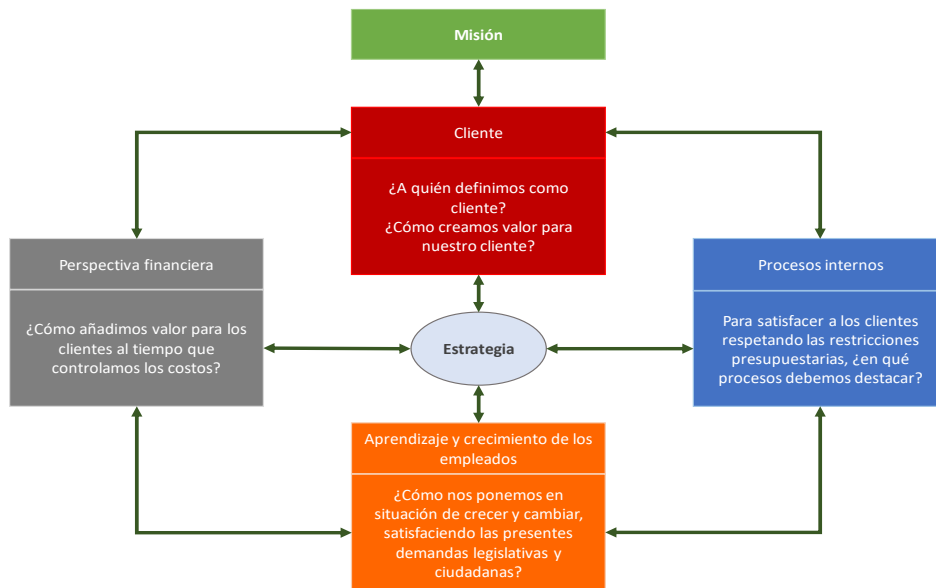 Misión
Cliente
¿A quién definimos como
cliente?
¿Cómo creamos valor para
nuestro cliente?
Perspectiva financiera
¿Cómo añadimos valor para los
clientes al tiempo que
controlamos los costos?
Estrategia
Procesos internos
Para satisfacer a los clientes
respetando las restricciones
presupuestarias, ¿en qué
procesos debemos destacar?
Aprendizaje y crecimiento de los
empleados
¿Cómo nos ponemos en
situación de crecer y cambiar,
satisfaciendo las presentes
demandas legislativas y
ciudadanas?